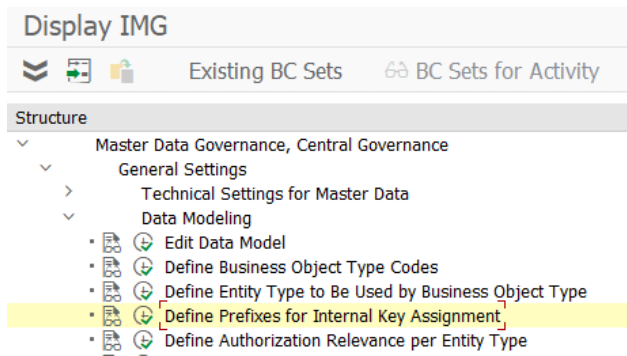 Display IMG
Existing BC Sets BC Sets for Activity
Structure
Master Data Governance, Central Governance
General Settings
Technical Settings for Master Data
Data Modeling
Edit Data Model
Define Business Object Type Codes
Define Entity Type to Be Used by Business Object Type
Define Prefixes for Internal Key Assignment
Define Authorization Relevance per Entity Type